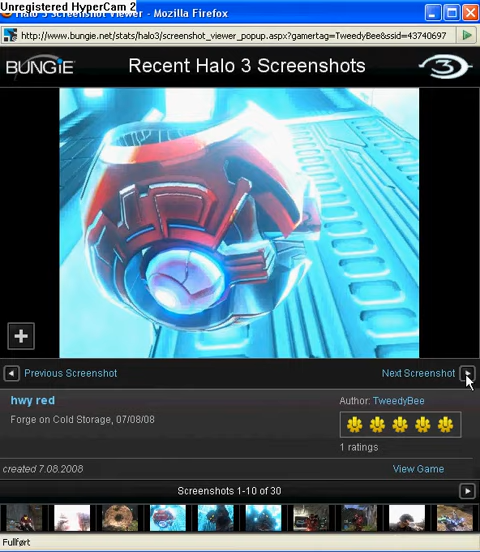 Unregistered HyperCam 2
Halo 3 Screenshot Viewer - Mozilla Firefox
http://www.bungie.net/stats/halo3/screenshot_viewer_popup.aspx?gamertag=TweedyBee&ssid=43740697
BUNGIE
Recent Halo 3 Screenshots
3
Previous Screenshot
Next Screenshot
hwy red
Author: TweedyBee
Forge on Cold Storage, 07/08/08
1 ratings
created 7.08.2008
View Game
Screenshots 1-10 of 30
Fullført